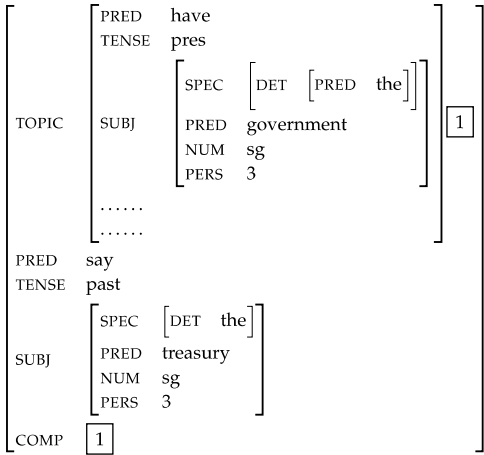 PRED have
TENSE pres
SPEC [DET [PRED the]]
TOPIC SUBJ
PRED government
1
NUM sg
PERS 3
......
......
PRED say
TENSE past
SPEC [DET the]
SUBJ
PRED treasury
NUM sg
PERS 3
COMP 1